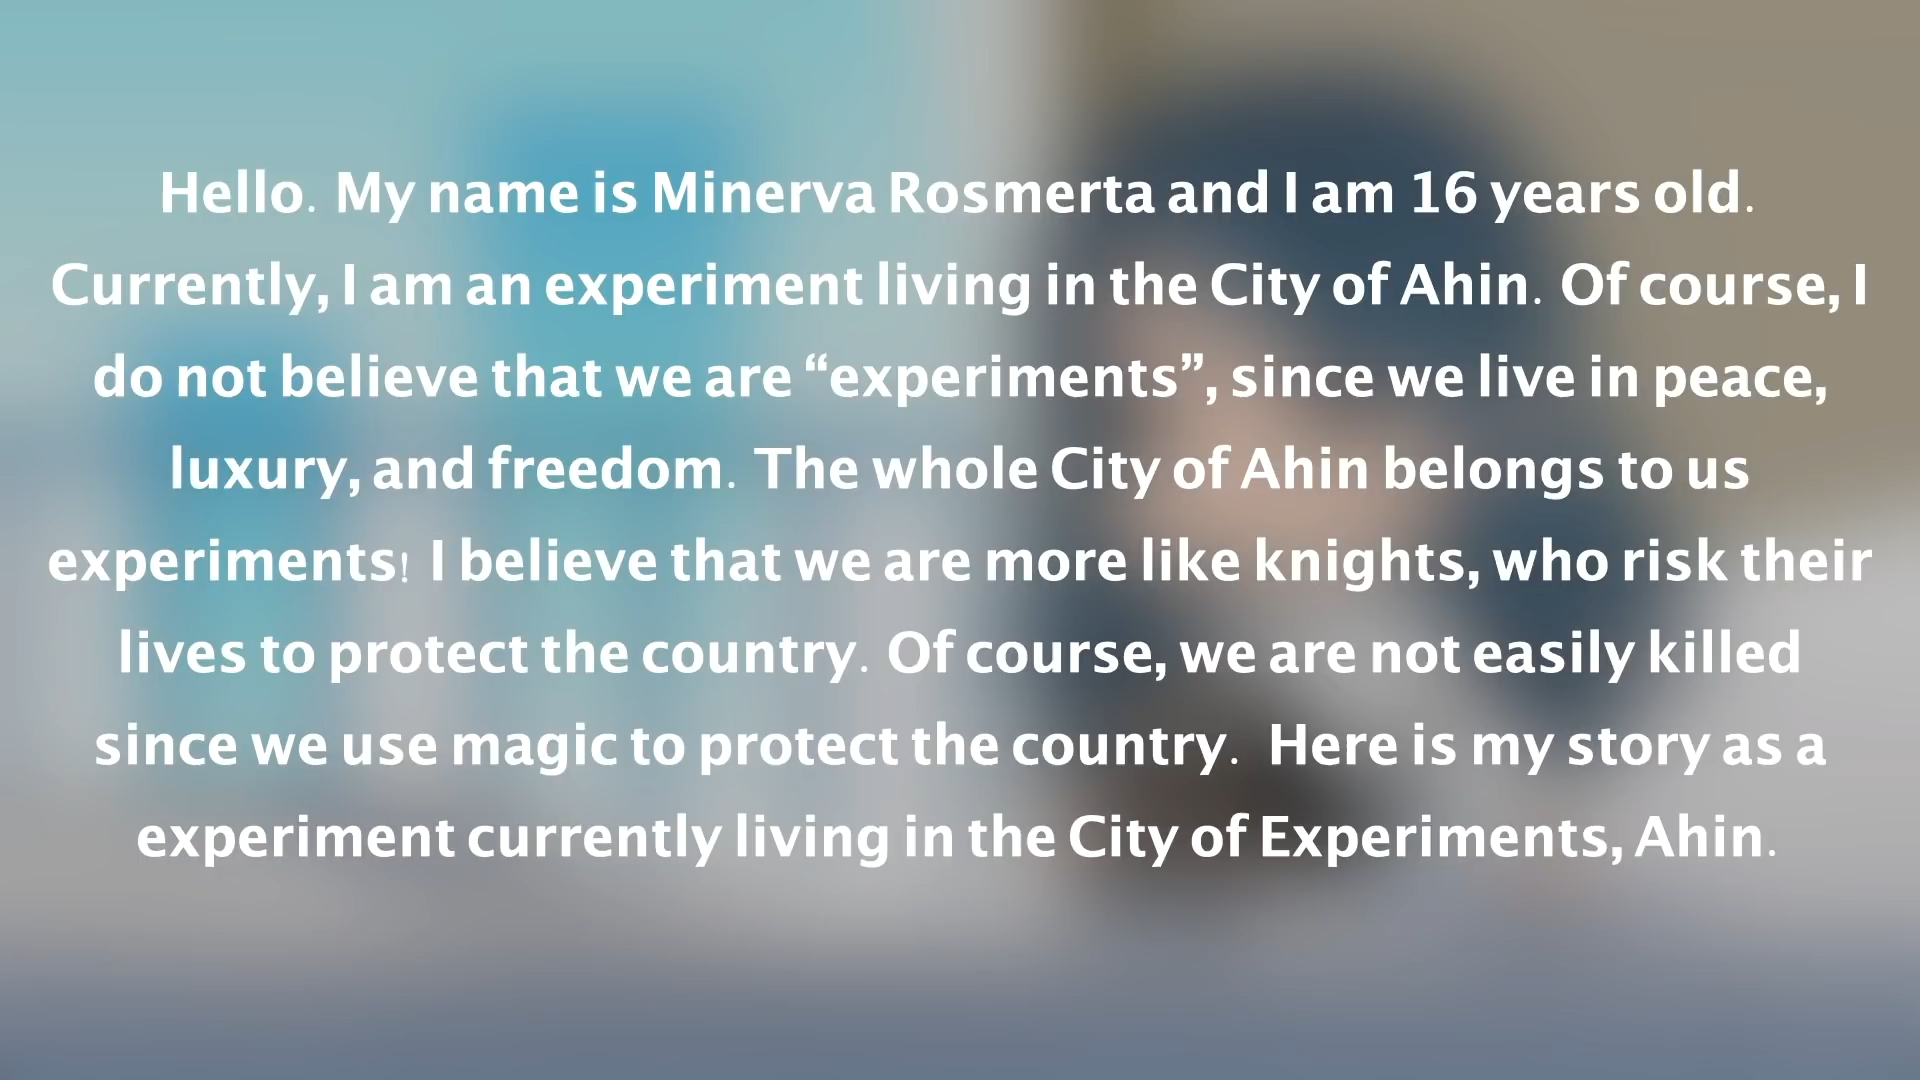 Hello. My name is Minerva Rosmerta and I am 16 years old.
Currently, I am an experiment living in the City of Ahin. Of course, I
do not believe that we are “experiments”, since we live in peace,
luxury, and freedom. The whole City of Ahin belongs to us
experiments! I believe that we are more like knights, who risk their
lives to protect the country. Of course, we are not easily killed
since we use magic to protect the country. Here is my story as a
experiment currently living in the City of Experiments, Ahin.